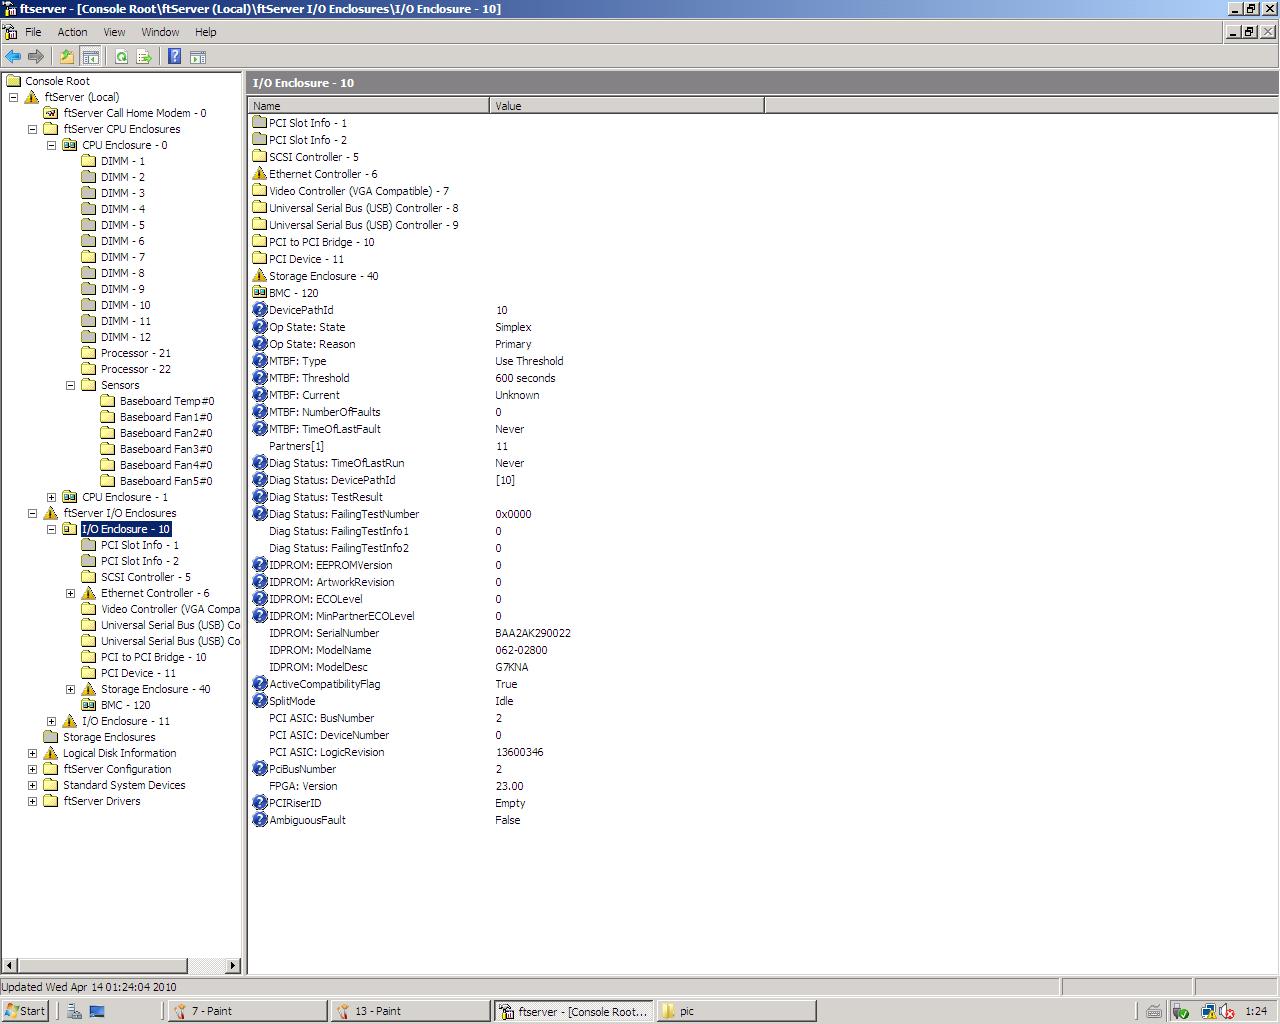 ftserver - [Console Root\ftServer (Local)\ftServer I/O Enclosures\I/O Enclosure - 10]
File Action View Window Help
Console Root
ftServer (Local)
ftServer Call Home Modem - 0
ftServer CPU Enclosures
CPU Enclosure - 0
DIMM - 1
DIMM - 2
DIMM - 3
DIMM - 4
DIMM - 5
DIMM - 6
DIMM - 7
DIMM - 8
DIMM - 9
DIMM - 10
DIMM - 11
DIMM - 12
Processor - 21
Processor - 22
Sensors
Baseboard Temp#0
Baseboard Fan1#0
Baseboard Fan2#0
Baseboard Fan3#0
Baseboard Fan4#0
Baseboard Fan5#0
CPU Enclosure - 1
ftServer I/O Enclosures
I/O Enclosure - 10
PCI Slot Info - 1
PCI Slot Info - 2
SCSI Controller - 5
Ethernet Controller - 6
Video Controller (VGA Compa
Universal Serial Bus (USB) Co
Universal Serial Bus (USB) Co
PCI to PCI Bridge - 10
PCI Device - 11
Storage Enclosure - 40
BMC - 120
I/O Enclosure - 11
Storage Enclosures
Logical Disk Information
ftServer Configuration
Standard System Devices
ftServer Drivers
I/O Enclosure - 10
Name Value
PCI Slot Info - 1
PCI Slot Info - 2
SCSI Controller - 5
Ethernet Controller - 6
Video Controller (VGA Compatible) - 7
Universal Serial Bus (USB) Controller - 8
Universal Serial Bus (USB) Controller - 9
PCI to PCI Bridge - 10
PCI Device - 11
Storage Enclosure - 40
BMC - 120
DevicePathId 10
Op State: State Simplex
Op State: Reason Primary
MTBF: Type Use Threshold
MTBF: Threshold 600 seconds
MTBF: Current Unknown
MTBF: NumberOfFaults 0
MTBF: TimeOfLastFault Never
Partners[1] 11
Diag Status: TimeOfLastRun Never
Diag Status: DevicePathId [10]
Diag Status: TestResult
Diag Status: FailingTestNumber 0x0000
Diag Status: FailingTestInfo1 0
Diag Status: FailingTestInfo2 0
IDPROM: EEPROMVersion 0
IDPROM: ArtworkRevision 0
IDPROM: ECOLevel 0
IDPROM: MinPartnerECOLevel 0
IDPROM: SerialNumber BAA2AK290022
IDPROM: ModelName 062-02800
IDPROM: ModelDesc G7KNA
ActiveCompatibilityFlag True
SplitMode Idle
PCI ASIC: BusNumber 2
PCI ASIC: DeviceNumber 0
PCI ASIC: LogicRevision 13600346
PciBusNumber 2
FPGA: Version 23.00
PCIRiserID Empty
AmbiguousFault False
Updated Wed Apr 14 01:24:04 2010
Start 7 - Paint 13 - Paint ftserver - [Console Root... pic 1:24